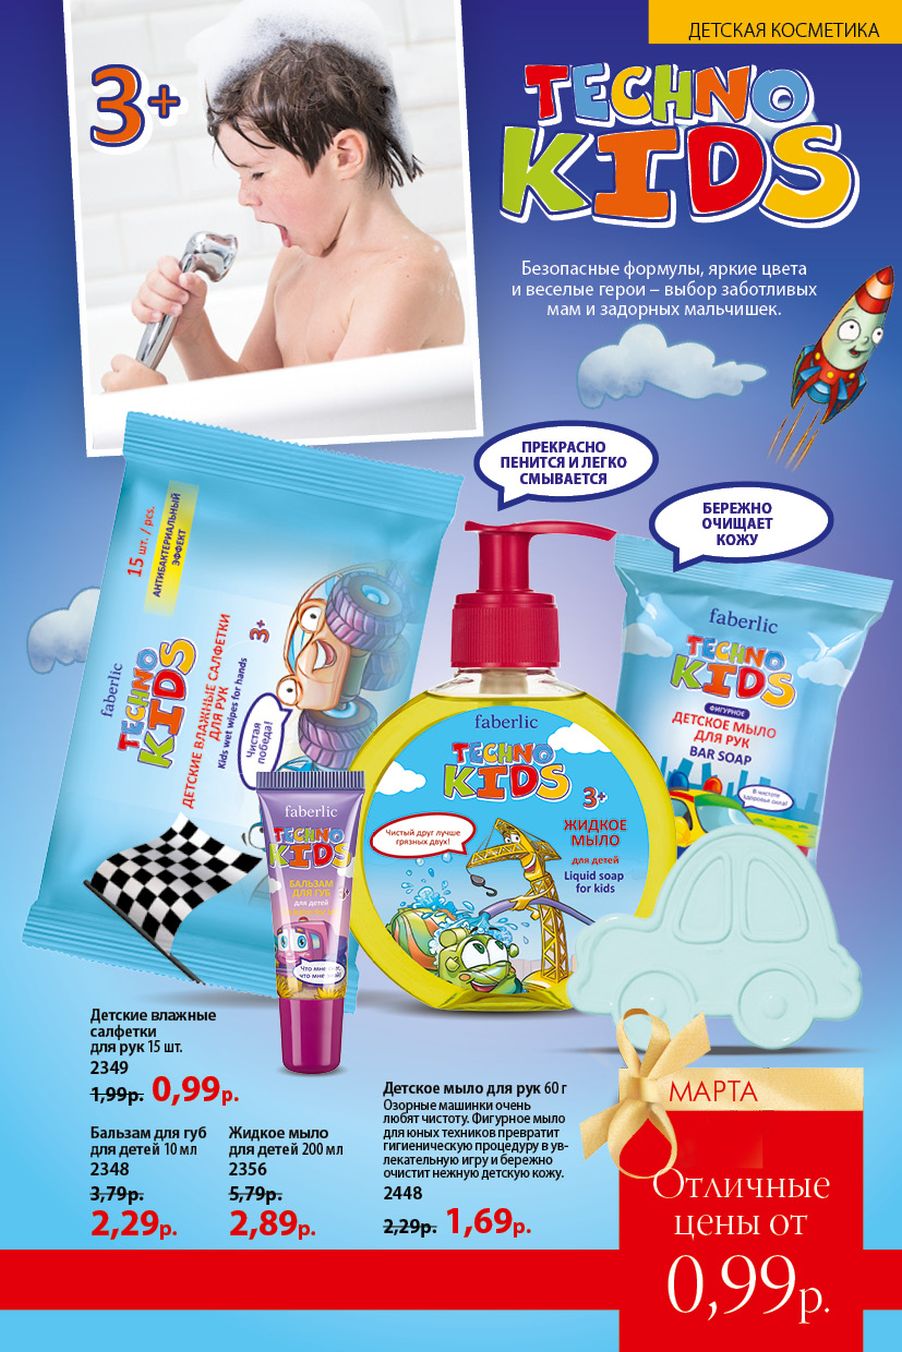 ДЕТСКАЯ КОСМЕТИКА
3+
TECHNO
KIDS
Безопасные формулы, яркие цвета
и веселые герои – выбор заботливых
мам и задорных мальчишек.
ПРЕКРАСНО
ПЕНИТСЯ И ЛЕГКО
СМЫВАЕТСЯ
БЕРЕЖНО
ОЧИЩАЕТ
КОЖУ
15 шт. / pcs.
АНТИБАКТЕРИАЛЬНЫЙ
ЭФФЕКТ
faberlic
TECHNO
KIDS
ДЕТСКИЕ ВЛАЖНЫЕ САЛФЕТКИ
ДЛЯ РУК
Kids wet wipes for hands
3+
Чистая
победа!
faberlic
TECHNO
KIDS
БАЛЬЗАМ
ДЛЯ ГУБ
для детей
faberlic
TECHNO
KIDS
3+
Чистый друг лучше
грязных двух!
ЖИДКОЕ
МЫЛО
для детей
Liquid soap
for kids
faberlic
TECHNO
KIDS
ФИГУРНОЕ
ДЕТСКОЕ МЫЛО
ДЛЯ РУК
BAR SOAP
В чистоте
здоровья сила!
Детские влажные
салфетки
для рук 15 шт.
2349
1,99р. 0,99р.
Бальзам для губ
для детей 10 мл
2348
3,79р.
2,29р.
Жидкое мыло
для детей 200 мл
2356
5,79р.
2,89р.
Детское мыло для рук 60 г
Озорные машинки очень
любят чистоту. Фигурное мыло
для юных техников превратит
гигиеническую процедуру в ув-
лекательную игру и бережно
очистит нежную детскую кожу.
2448
2,29р. 1,69р.
МАРТА
Отличные
цены от
0,99р.